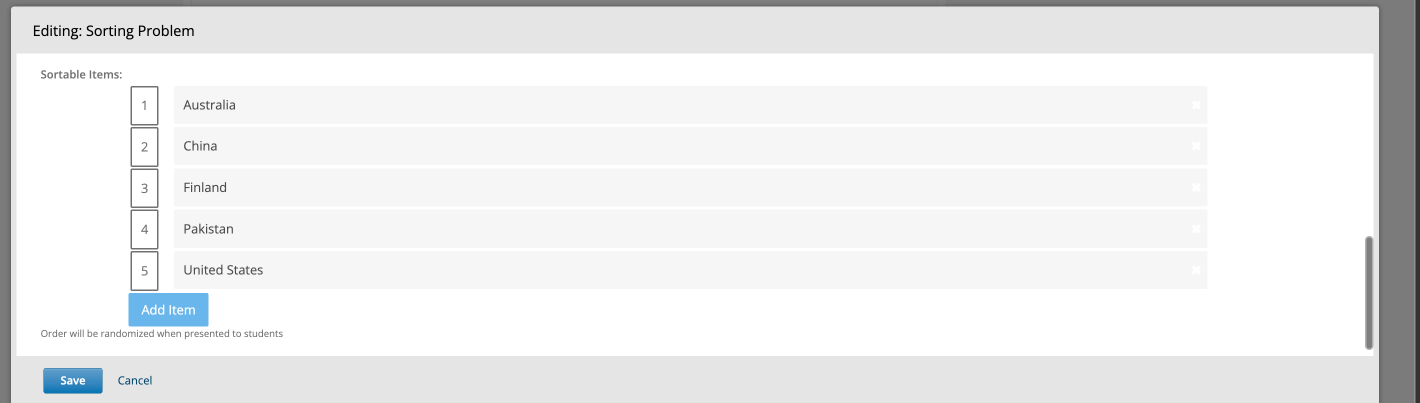 Editing: Sorting Problem
Sortable Items:
1 Australia
2 China
3 Finland
4 Pakistan
5 United States
Add Item
Order will be randomized when presented to students
Save Cancel